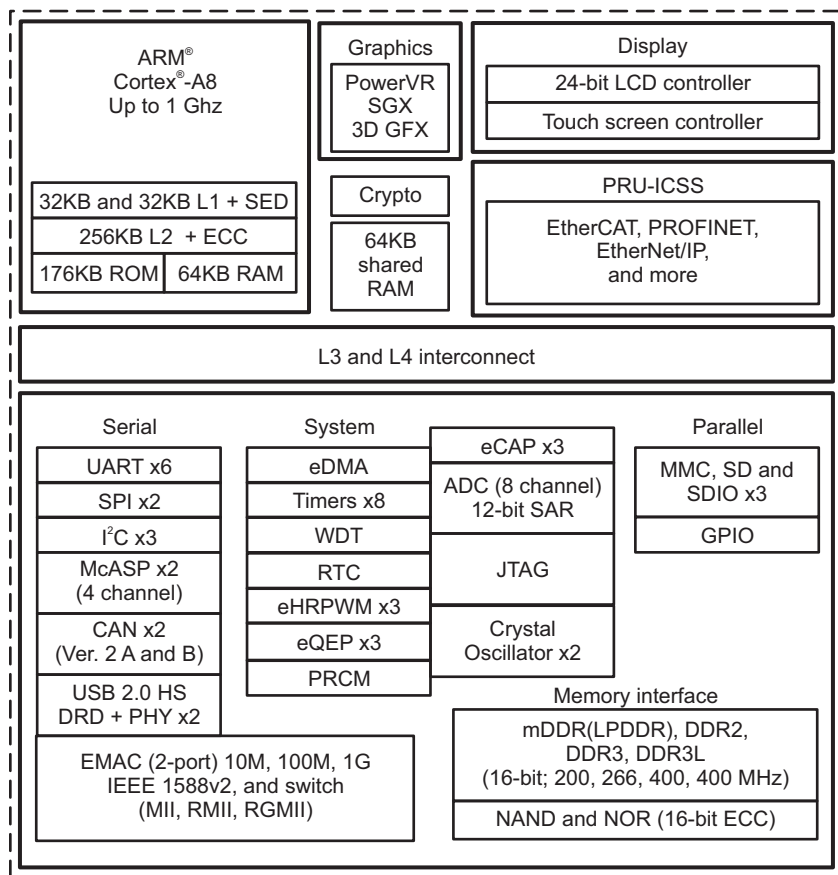 ARM®
Cortex®-A8
Up to 1 Ghz
32KB and 32KB L1 + SED
256KB L2 + ECC
176KB ROM
64KB RAM
Graphics
PowerVR
SGX
3D GFX
Crypto
64KB
shared
RAM
Display
24-bit LCD controller
Touch screen controller
PRU-ICSS
EtherCAT, PROFINET,
EtherNet/IP,
and more
L3 and L4 interconnect
Serial
UART x6
SPI x2
I²C x3
McASP x2
(4 channel)
CAN x2
(Ver. 2 A and B)
USB 2.0 HS
DRD + PHY x2
EMAC (2-port) 10M, 100M, 1G
IEEE 1588v2, and switch
(MII, RMII, RGMII)
System
eDMA
Timers x8
WDT
RTC
eHRPWM x3
eQEP x3
PRCM
eCAP x3
ADC (8 channel)
12-bit SAR
JTAG
Crystal
Oscillator x2
Parallel
MMC, SD and
SDIO x3
GPIO
Memory interface
mDDR(LPDDR), DDR2,
DDR3, DDR3L
(16-bit; 200, 266, 400, 400 MHz)
NAND and NOR (16-bit ECC)